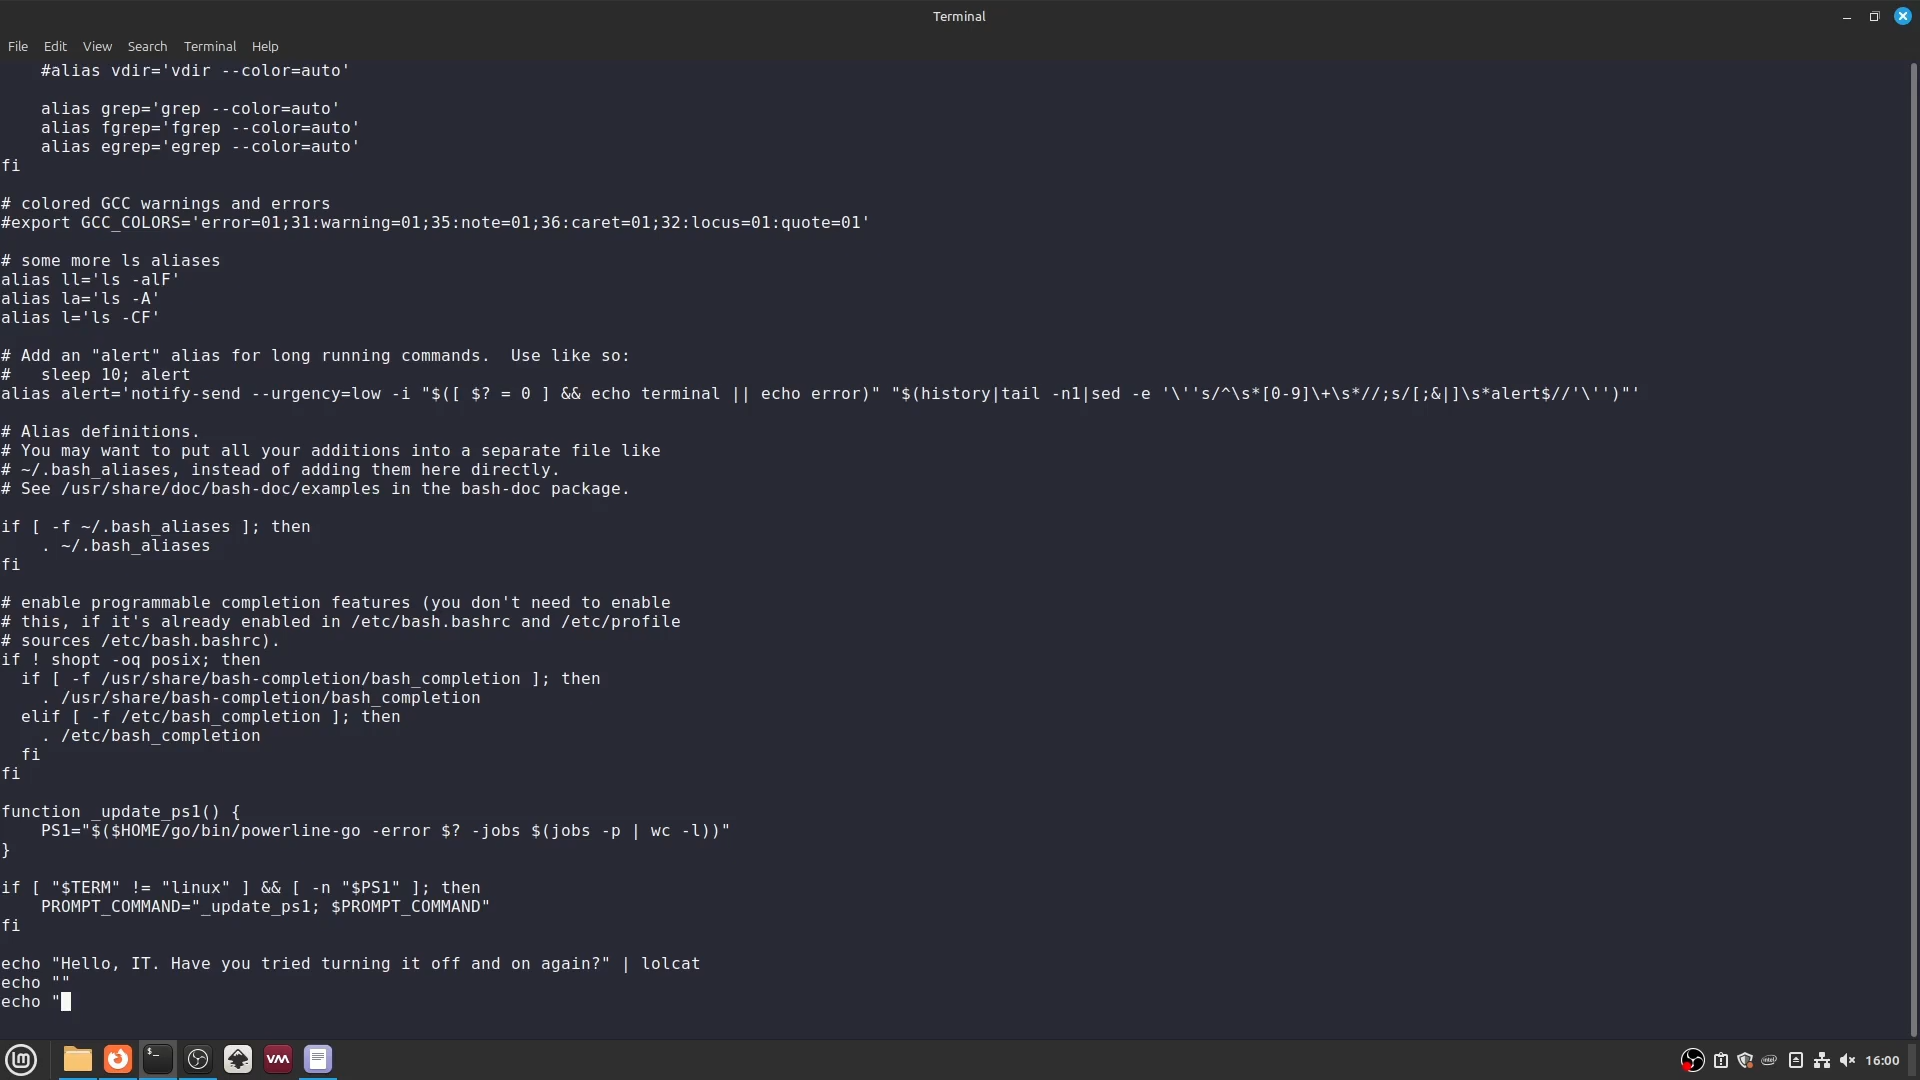 Terminal
File Edit View Search Terminal Help
    #alias vdir='vdir --color=auto'

    alias grep='grep --color=auto'
    alias fgrep='fgrep --color=auto'
    alias egrep='egrep --color=auto'
fi

# colored GCC warnings and errors
#export GCC_COLORS='error=01;31:warning=01;35:note=01;36:caret=01;32:locus=01:quote=01'

# some more ls aliases
alias ll='ls -alF'
alias la='ls -A'
alias l='ls -CF'

# Add an "alert" alias for long running commands.  Use like so:
#   sleep 10; alert
alias alert='notify-send --urgency=low -i "$([ $? = 0 ] && echo terminal || echo error)" "$(history|tail -n1|sed -e '\''s/^\s*[0-9]\+\s*//;s/[;&|]\s*alert$//'\'')"'

# Alias definitions.
# You may want to put all your additions into a separate file like
# ~/.bash_aliases, instead of adding them here directly.
# See /usr/share/doc/bash-doc/examples in the bash-doc package.

if [ -f ~/.bash_aliases ]; then
    . ~/.bash_aliases
fi

# enable programmable completion features (you don't need to enable
# this, if it's already enabled in /etc/bash.bashrc and /etc/profile
# sources /etc/bash.bashrc).
if ! shopt -oq posix; then
  if [ -f /usr/share/bash-completion/bash_completion ]; then
    . /usr/share/bash-completion/bash_completion
  elif [ -f /etc/bash_completion ]; then
    . /etc/bash_completion
  fi
fi

function _update_ps1() {
    PS1="$($HOME/go/bin/powerline-go -error $? -jobs $(jobs -p | wc -l))"
}

if [ "$TERM" != "linux" ] && [ -n "$PS1" ]; then
    PROMPT_COMMAND="_update_ps1; $PROMPT_COMMAND"
fi

echo "Hello, IT. Have you tried turning it off and on again?" | lolcat
echo ""
echo "
16:00